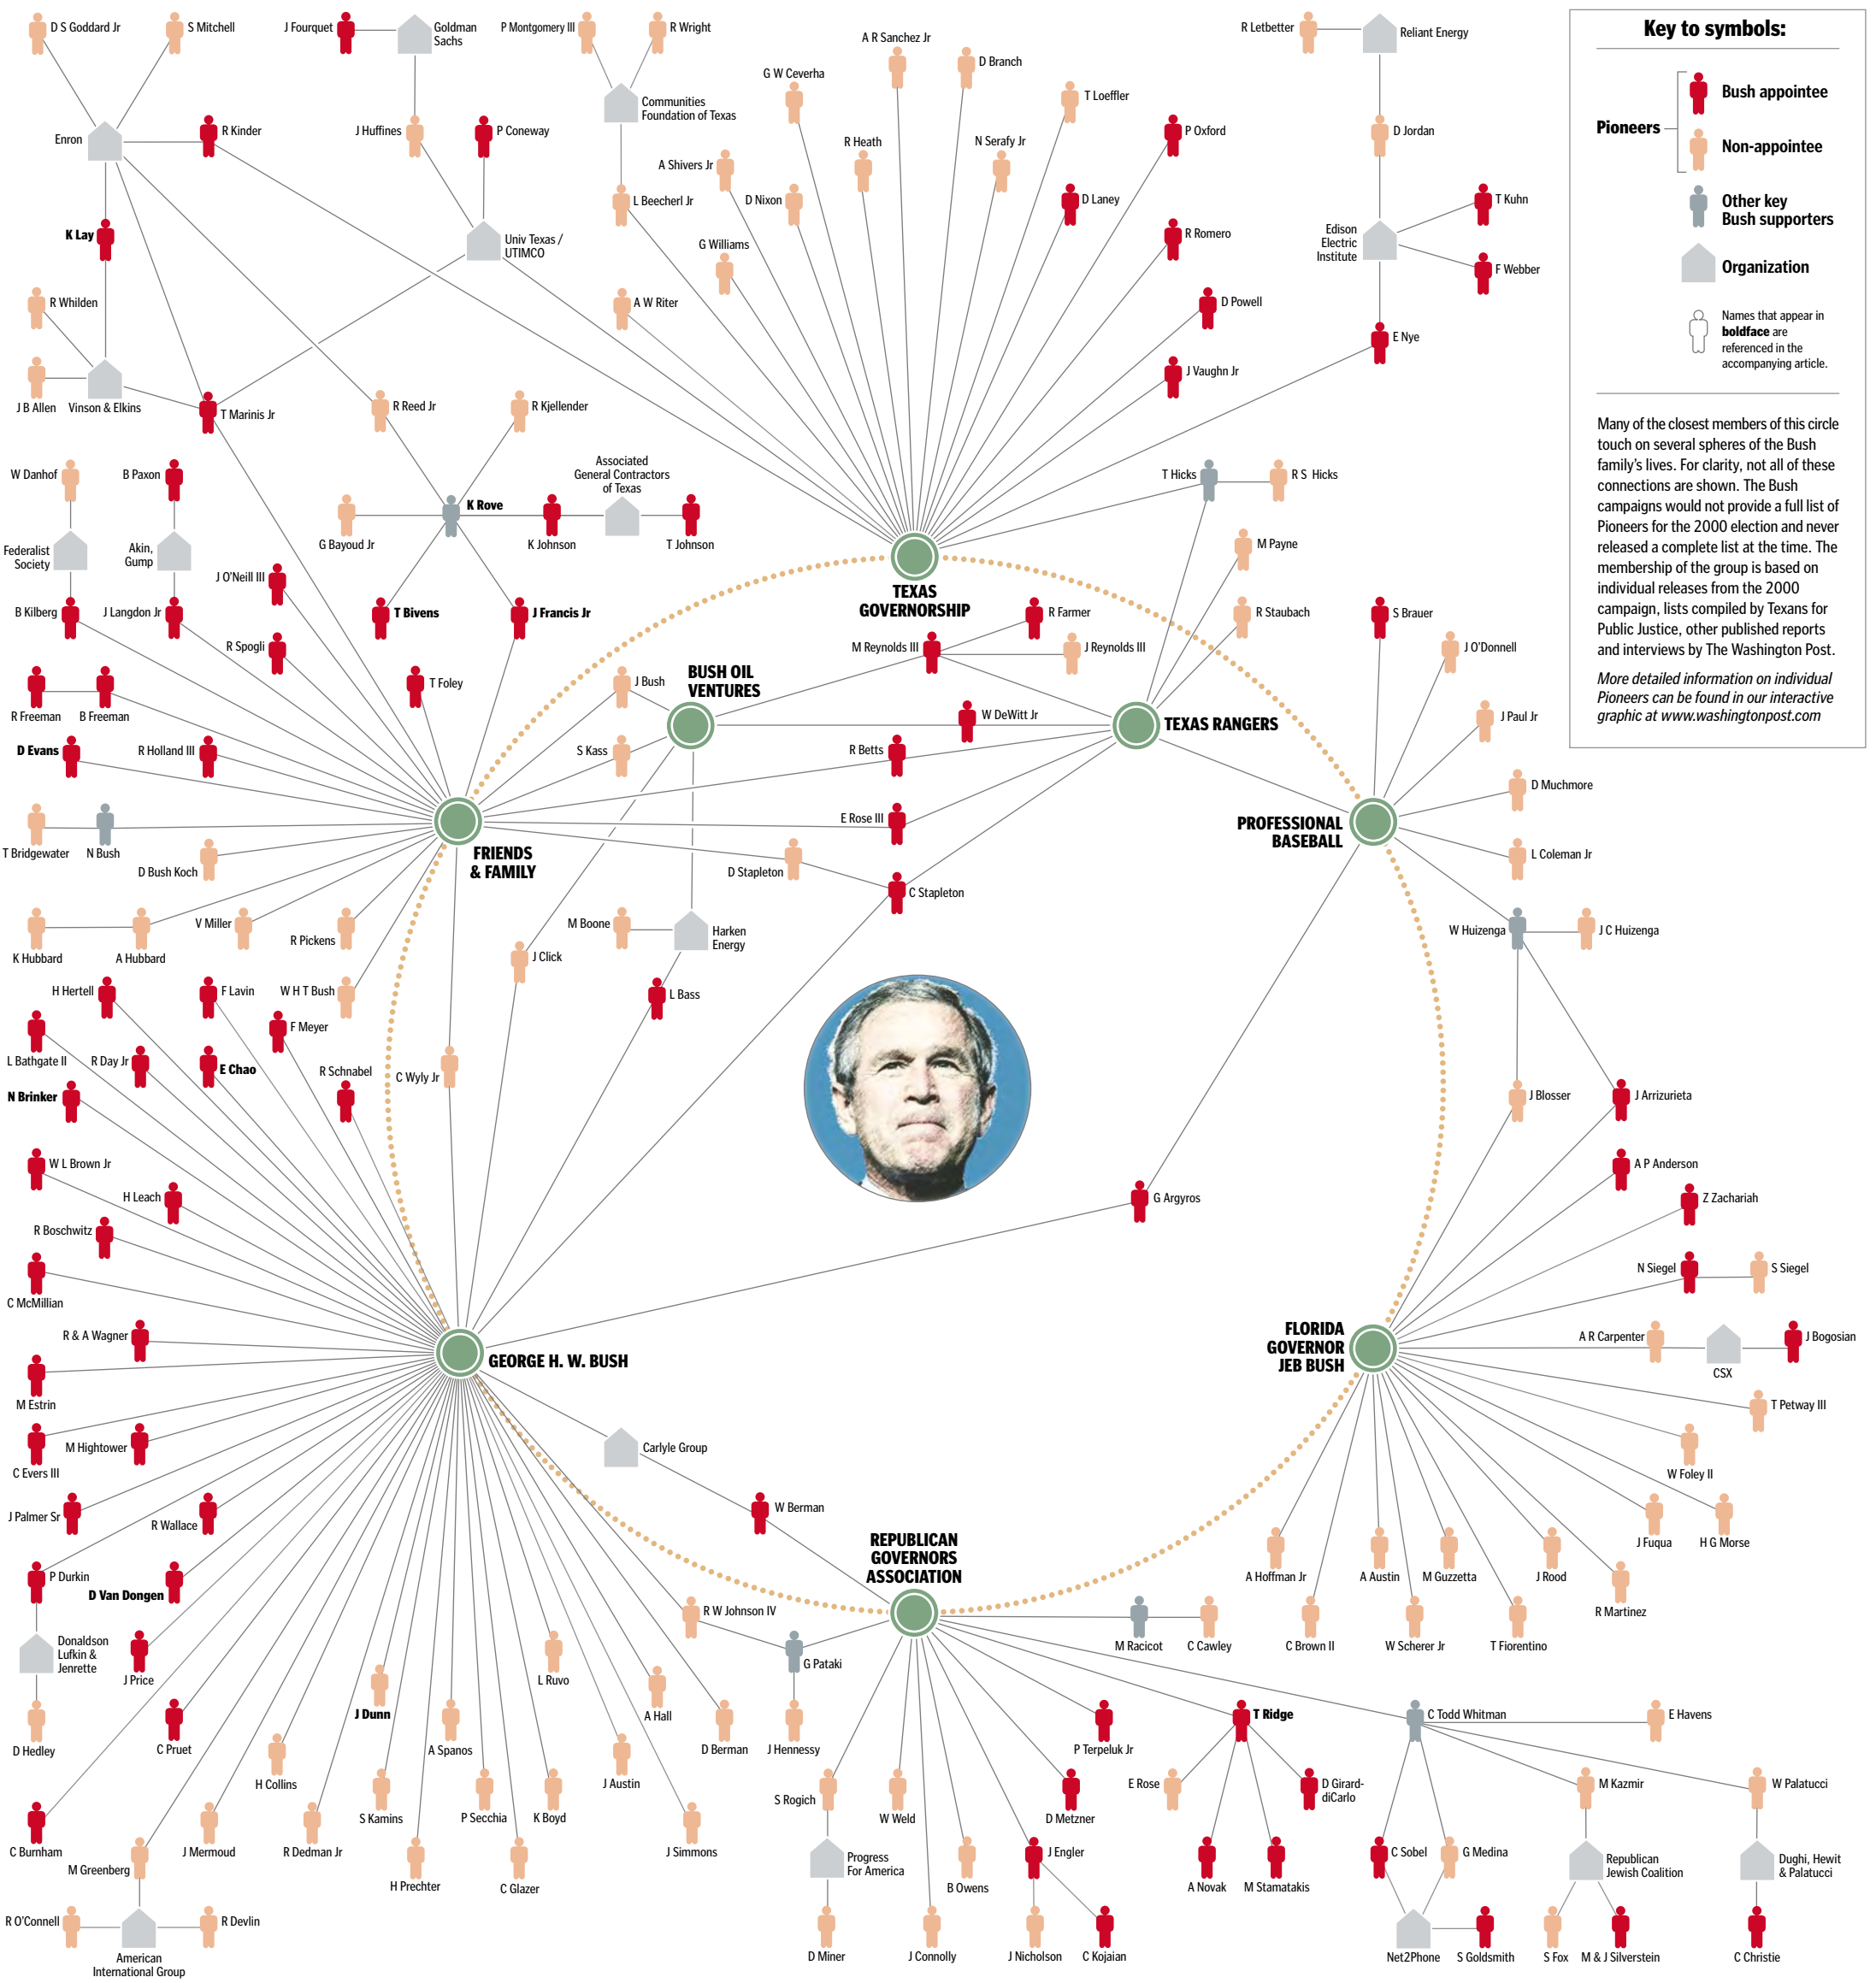 D S Goddard Jr
S Mitchell
J Fourquet
Goldman
Sachs
P Montgomery III
R Wright
A R Sanchez Jr
D Branch
G W Ceverha
T Loeffler
R Letbetter
Reliant Energy
Enron
R Kinder
J Huffines
P Coneway
Communities
Foundation of Texas
R Heath
N Serafy Jr
P Oxford
D Jordan
A Shivers Jr
D Nixon
D Laney
L Beecherl Jr
T Kuhn
K Lay
Univ Texas /
UTIMCO
G Williams
R Romero
Edison
Electric
Institute
F Webber
R Whilden
A W Riter
D Powell
E Nye
J B Allen
Vinson & Elkins
T Marinis Jr
J Vaughn Jr
R Reed Jr
R Kjellender
W Danhof
B Paxon
Associated
General Contractors
of Texas
T Hicks
R S Hicks
K Rove
G Bayoud Jr
K Johnson
T Johnson
Federalist
Society
Akin,
Gump
M Payne
J O'Neill III
TEXAS
GOVERNORSHIP
B Kilberg
J Langdon Jr
T Bivens
J Francis Jr
R Farmer
R Staubach
S Brauer
R Spogli
M Reynolds III
J Reynolds III
J O'Donnell
BUSH OIL
VENTURES
T Foley
J Bush
R Freeman
B Freeman
W DeWitt Jr
TEXAS RANGERS
J Paul Jr
D Evans
R Holland III
S Kass
R Betts
D Muchmore
E Rose III
PROFESSIONAL
BASEBALL
T Bridgewater
N Bush
D Bush Koch
FRIENDS
& FAMILY
D Stapleton
C Stapleton
L Coleman Jr
K Hubbard
A Hubbard
V Miller
R Pickens
M Boone
Harken
Energy
W Huizenga
J C Huizenga
J Click
H Hertell
F Lavin
W H T Bush
L Bass
L Bathgate II
R Day Jr
F Meyer
E Chao
R Schnabel
C Wyly Jr
N Brinker
J Blosser
J Arrizurieta
W L Brown Jr
A P Anderson
H Leach
G Argyros
Z Zachariah
R Boschwitz
C McMillian
N Siegel
S Siegel
R & A Wagner
GEORGE H. W. BUSH
FLORIDA
GOVERNOR
JEB BUSH
A R Carpenter
CSX
J Bogosian
M Estrin
T Petway III
C Evers III
M Hightower
Carlyle Group
W Foley II
J Palmer Sr
R Wallace
W Berman
J Fuqua
H G Morse
REPUBLICAN
GOVERNORS
ASSOCIATION
P Durkin
D Van Dongen
A Hoffman Jr
A Austin
M Guzzetta
J Rood
R Martinez
R W Johnson IV
M Racicot
C Cawley
C Brown II
W Scherer Jr
T Fiorentino
Donaldson
Lufkin &
Jenrette
J Price
G Pataki
L Ruvo
D Hedley
C Pruet
J Dunn
A Spanos
A Hall
D Berman
J Hennessy
P Terpeluk Jr
T Ridge
C Todd Whitman
E Havens
H Collins
J Austin
S Rogich
W Weld
D Metzner
E Rose
D Girard-
diCarlo
M Kazmir
W Palatucci
C Burnham
M Greenberg
J Mermoud
R Dedman Jr
S Kamins
H Prechter
P Secchia
C Glazer
K Boyd
J Simmons
Progress
For America
B Owens
J Engler
A Novak
M Stamatakis
C Sobel
G Medina
Republican
Jewish Coalition
Dughi, Hewit
& Palatucci
R O'Connell
American
International Group
R Devlin
D Miner
J Connolly
J Nicholson
C Kojaian
Net2Phone
S Goldsmith
S Fox
M & J Silverstein
C Christie
Key to symbols:
Pioneers
Bush appointee
Non-appointee
Other key
Bush supporters
Organization
Names that appear in
boldface are
referenced in the
accompanying article.
Many of the closest members of this circle
touch on several spheres of the Bush
family's lives. For clarity, not all of these
connections are shown. The Bush
campaigns would not provide a full list of
Pioneers for the 2000 election and never
released a complete list at the time. The
membership of the group is based on
individual releases from the 2000
campaign, lists compiled by Texans for
Public Justice, other published reports
and interviews by The Washington Post.
More detailed information on individual
Pioneers can be found in our interactive
graphic at www.washingtonpost.com